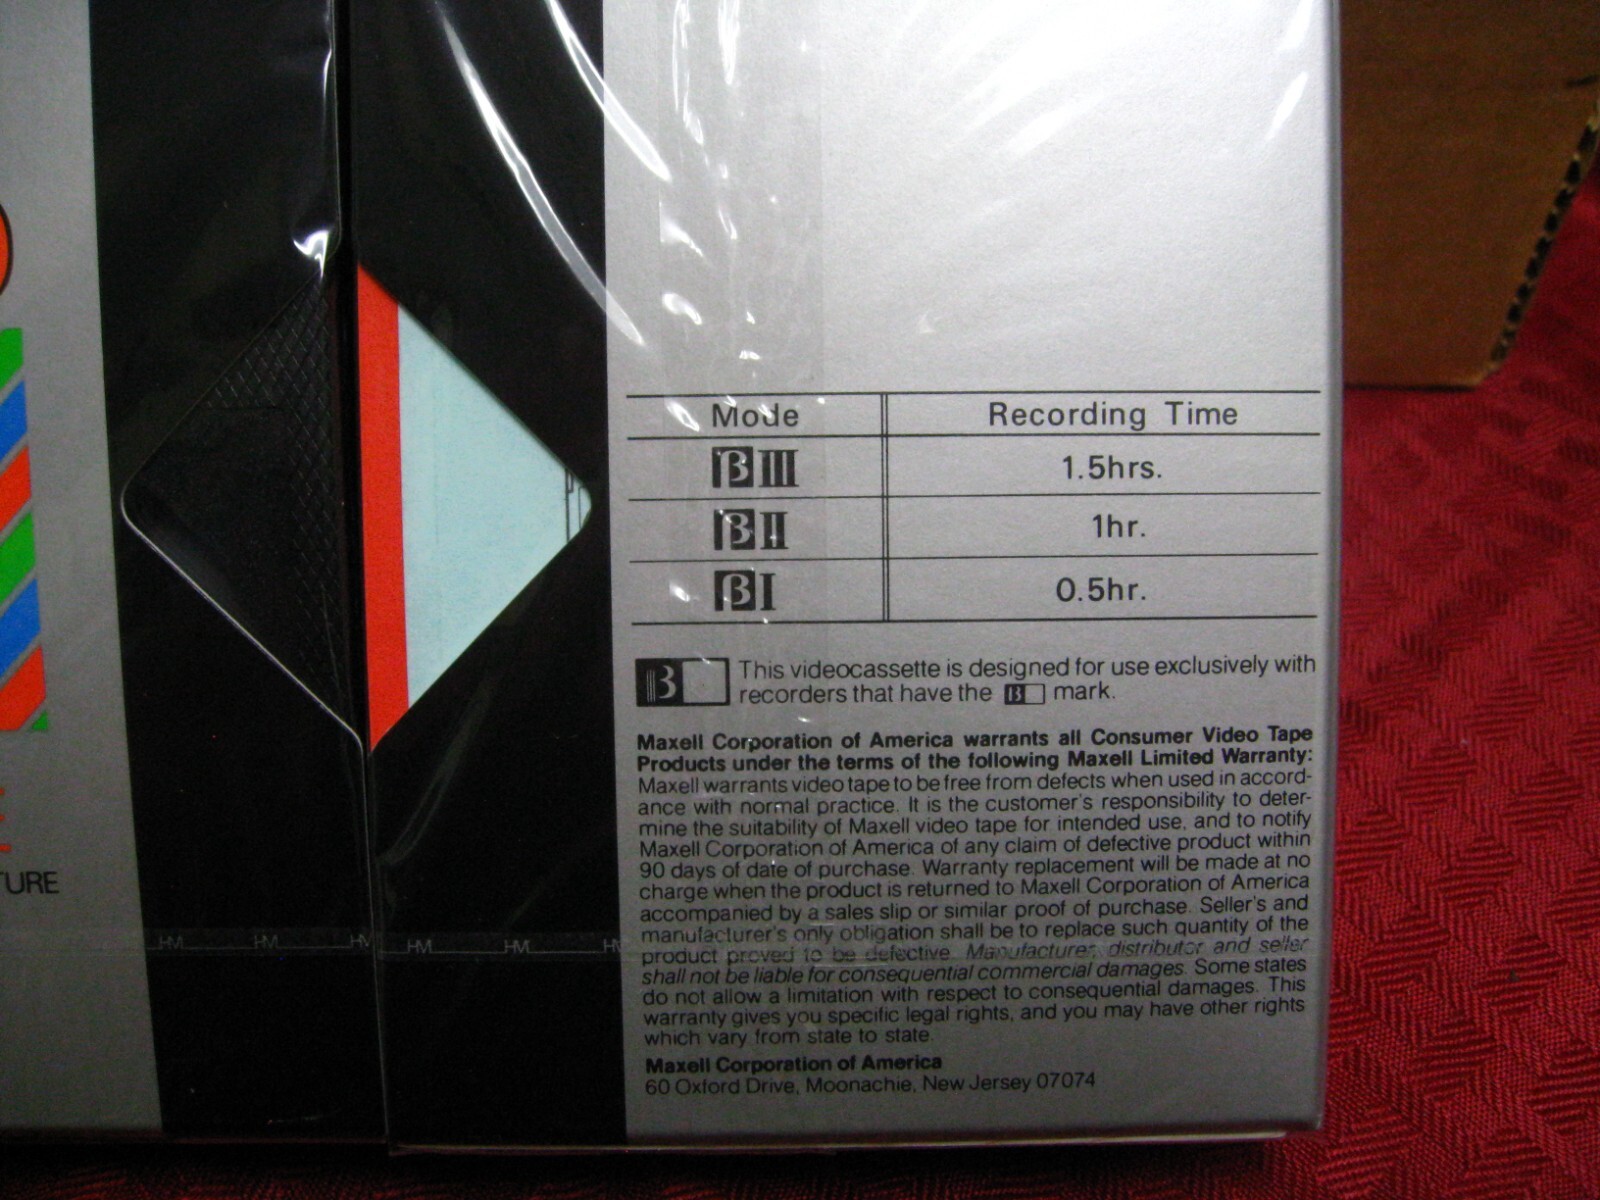 TURE
Mode Recording Time
β III 1.5hrs.
β II 1hr.
β I 0.5hr.
This videocassette is designed for use exclusively with
recorders that have the β mark.
Maxell Corporation of America warrants all Consumer Video Tape
Products under the terms of the following Maxell Limited Warranty:
Maxell warrants video tape to be free from defects when used in accord-
ance with normal practice. It is the customer's responsibility to deter-
mine the suitability of Maxell video tape for intended use, and to notify
Maxell Corporation of America of any claim of defective product within
90 days of date of purchase. Warranty replacement will be made at no
charge when the product is returned to Maxell Corporation of America
accompanied by a sales slip or similar proof of purchase. Seller's and
manufacturer's only obligation shall be to replace such quantity of the
product proved to be defective. Manufacturer, distributor and seller
shall not be liable for consequential commercial damages. Some states
do not allow a limitation with respect to consequential damages. This
warranty gives you specific legal rights, and you may have other rights
which vary from state to state.
Maxell Corporation of America
60 Oxford Drive, Moonachie, New Jersey 07074
HM HM HM HM HM HM